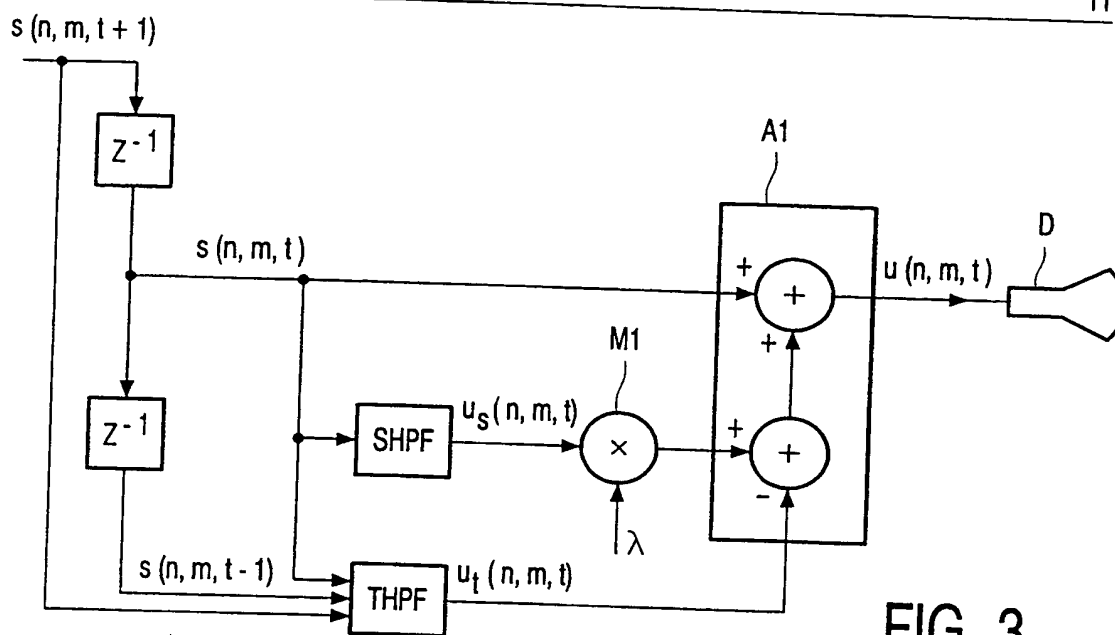 s (n, m, t + 1)
Z⁻¹
A1
D
s (n, m, t)
+
+
u (n, m, t)
+
M1
Z⁻¹
SHPF
uₛ (n, m, t)
×
+
+
-
λ
s (n, m, t - 1)
THPF
uₜ (n, m, t)
FIG. 3